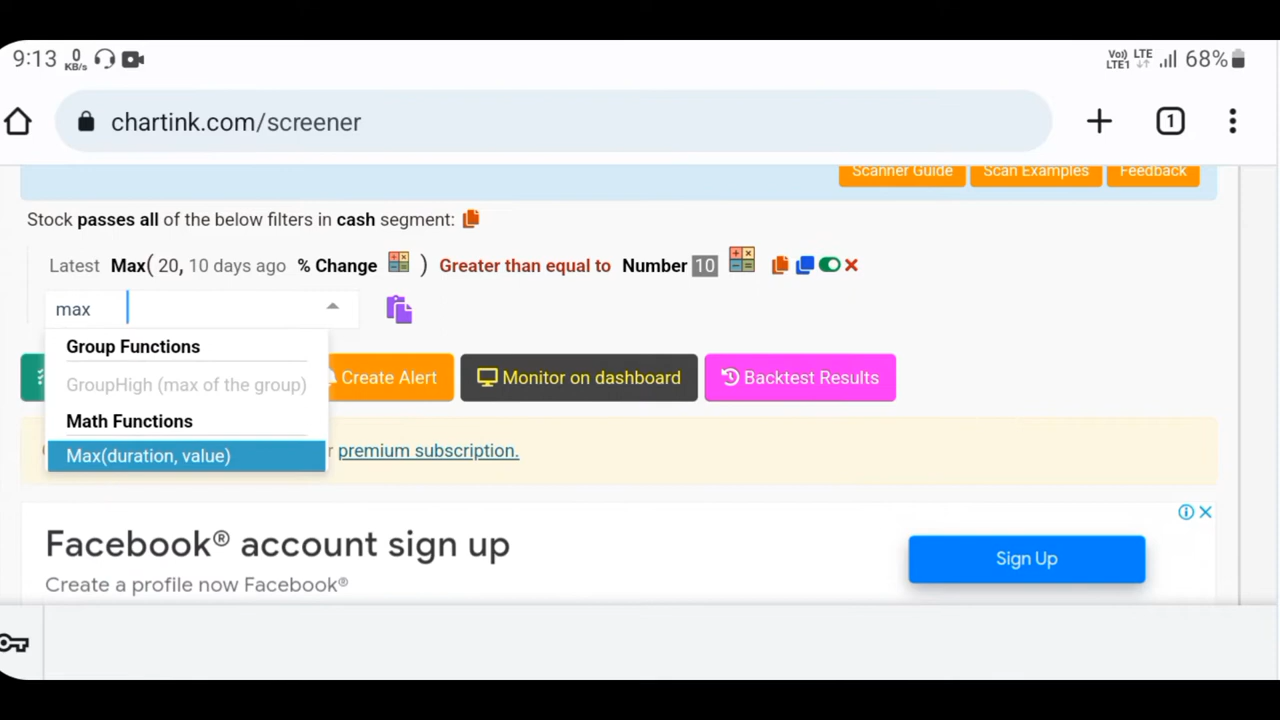 9:13 0 KB/s Vo) LTE1 LTE 68%
chartink.com/screener 1
Scanner Guide Scan Examples Feedback
Stock passes all of the below filters in cash segment:
Latest Max( 20, 10 days ago % Change ) Greater than equal to Number 10
max
Group Functions
GroupHigh (max of the group)
Create Alert Monitor on dashboard Backtest Results
Math Functions
Max(duration, value)
premium subscription.
Facebook® account sign up
Create a profile now Facebook®
Sign Up